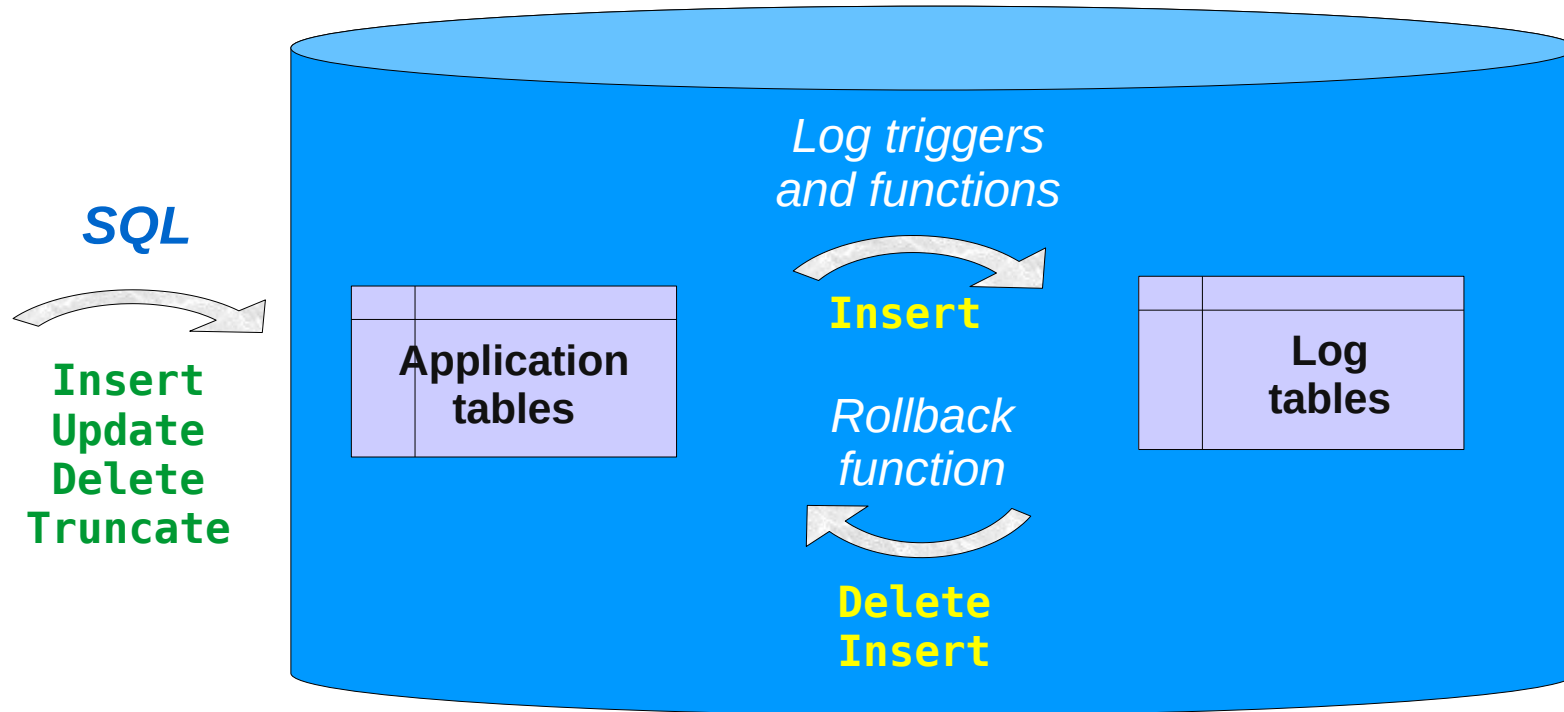 SQL
Insert
Update
Delete
Truncate
Application
tables
Log triggers
and functions
Insert
Rollback
function
Delete
Insert
Log
tables